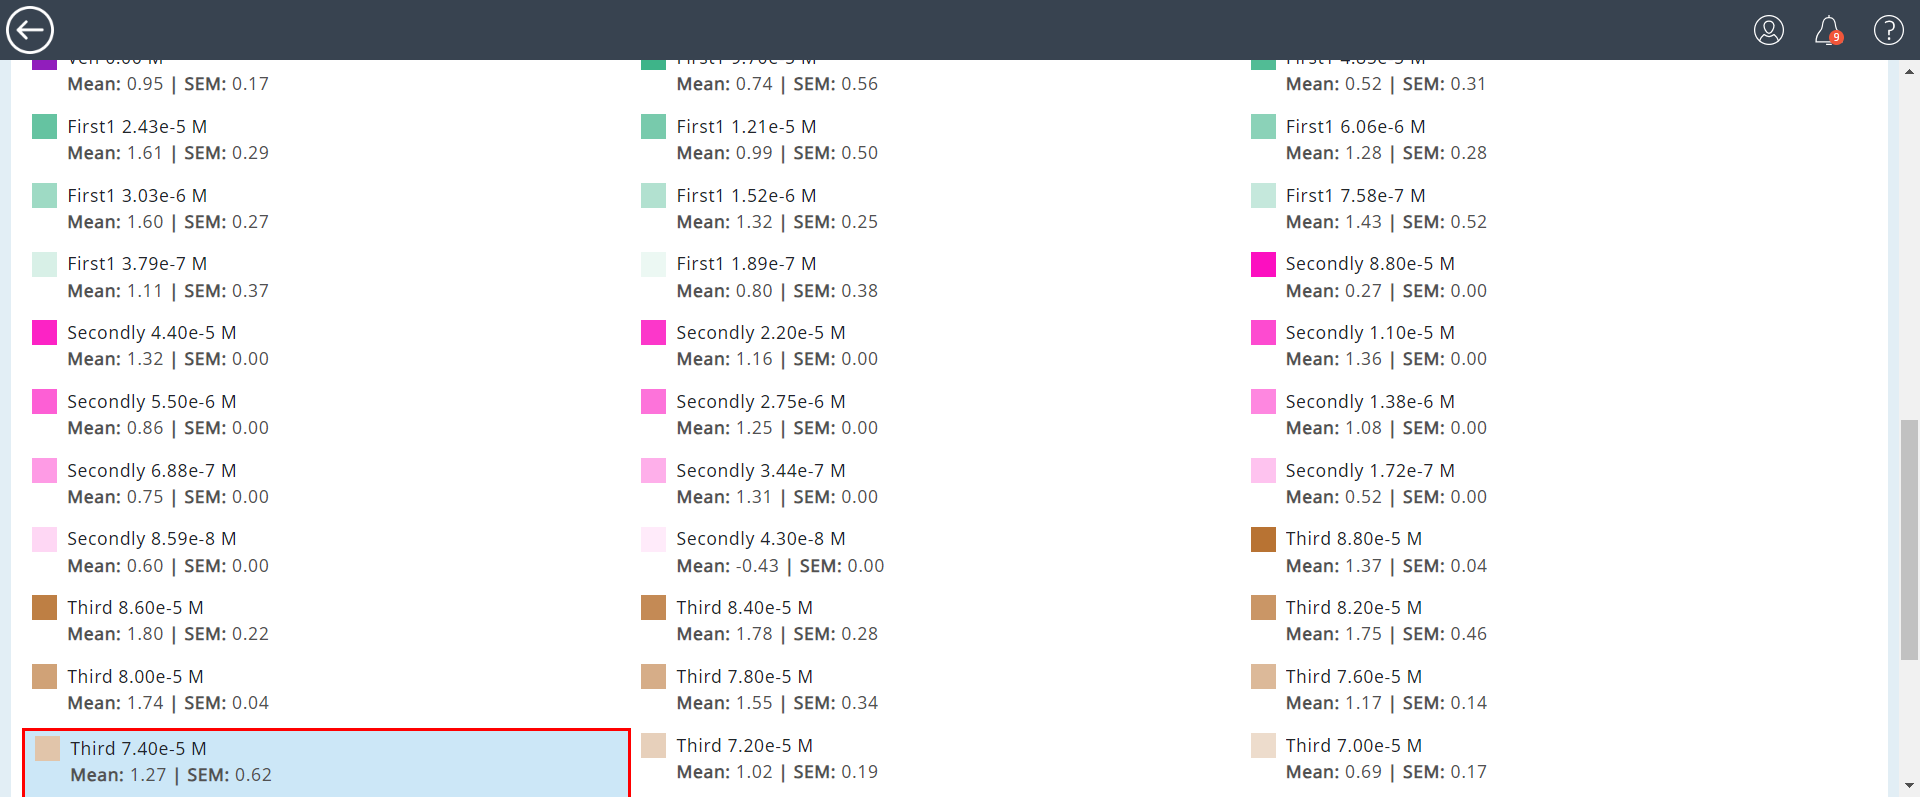 9
Veh 0.00 M
First1 9.70e-5 M
First1 4.85e-5 M
Mean: 0.95 | SEM: 0.17
Mean: 0.74 | SEM: 0.56
Mean: 0.52 | SEM: 0.31
First1 2.43e-5 M
First1 1.21e-5 M
First1 6.06e-6 M
Mean: 1.61 | SEM: 0.29
Mean: 0.99 | SEM: 0.50
Mean: 1.28 | SEM: 0.28
First1 3.03e-6 M
First1 1.52e-6 M
First1 7.58e-7 M
Mean: 1.60 | SEM: 0.27
Mean: 1.32 | SEM: 0.25
Mean: 1.43 | SEM: 0.52
First1 3.79e-7 M
First1 1.89e-7 M
Secondly 8.80e-5 M
Mean: 1.11 | SEM: 0.37
Mean: 0.80 | SEM: 0.38
Mean: 0.27 | SEM: 0.00
Secondly 4.40e-5 M
Secondly 2.20e-5 M
Secondly 1.10e-5 M
Mean: 1.32 | SEM: 0.00
Mean: 1.16 | SEM: 0.00
Mean: 1.36 | SEM: 0.00
Secondly 5.50e-6 M
Secondly 2.75e-6 M
Secondly 1.38e-6 M
Mean: 0.86 | SEM: 0.00
Mean: 1.25 | SEM: 0.00
Mean: 1.08 | SEM: 0.00
Secondly 6.88e-7 M
Secondly 3.44e-7 M
Secondly 1.72e-7 M
Mean: 0.75 | SEM: 0.00
Mean: 1.31 | SEM: 0.00
Mean: 0.52 | SEM: 0.00
Secondly 8.59e-8 M
Secondly 4.30e-8 M
Third 8.80e-5 M
Mean: 0.60 | SEM: 0.00
Mean: -0.43 | SEM: 0.00
Mean: 1.37 | SEM: 0.04
Third 8.60e-5 M
Third 8.40e-5 M
Third 8.20e-5 M
Mean: 1.80 | SEM: 0.22
Mean: 1.78 | SEM: 0.28
Mean: 1.75 | SEM: 0.46
Third 8.00e-5 M
Third 7.80e-5 M
Third 7.60e-5 M
Mean: 1.74 | SEM: 0.04
Mean: 1.55 | SEM: 0.34
Mean: 1.17 | SEM: 0.14
Third 7.40e-5 M
Third 7.20e-5 M
Third 7.00e-5 M
Mean: 1.27 | SEM: 0.62
Mean: 1.02 | SEM: 0.19
Mean: 0.69 | SEM: 0.17